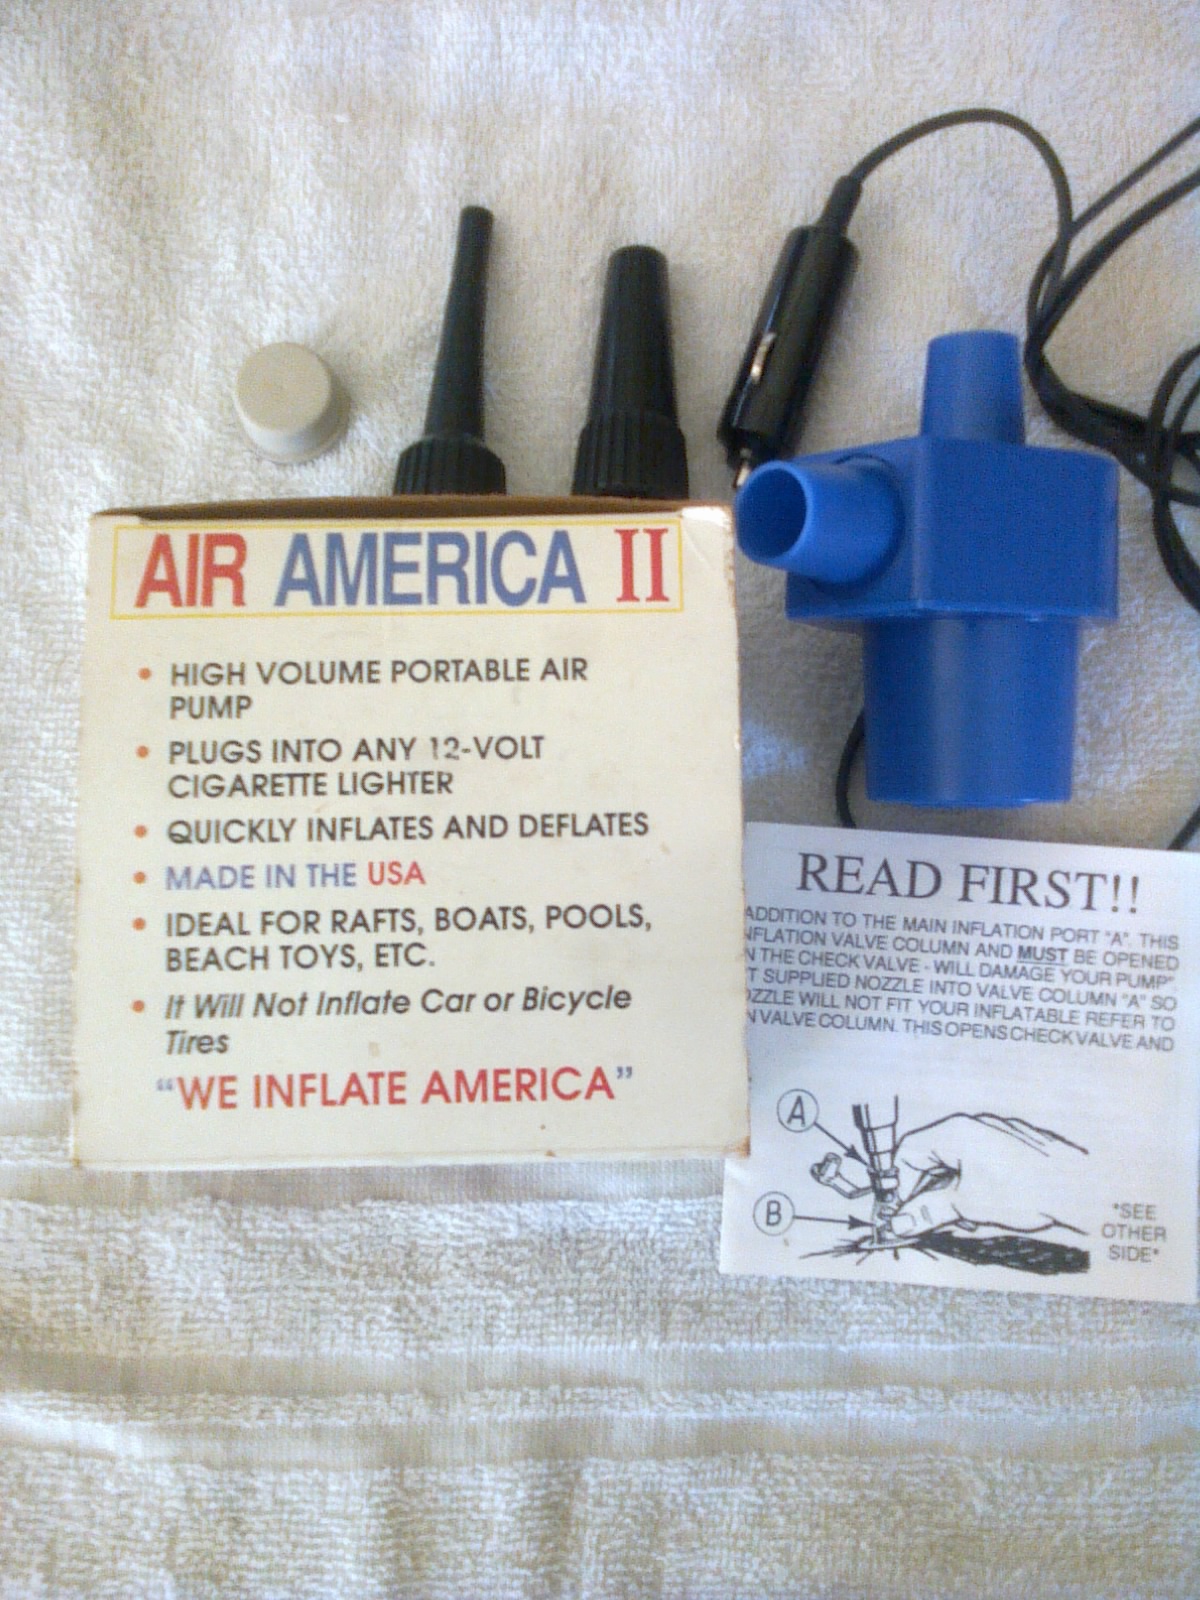 AIR AMERICA II
• HIGH VOLUME PORTABLE AIR
PUMP
• PLUGS INTO ANY 12-VOLT
CIGARETTE LIGHTER
• QUICKLY INFLATES AND DEFLATES
• MADE IN THE USA
• IDEAL FOR RAFTS, BOATS, POOLS,
BEACH TOYS, ETC.
• It Will Not Inflate Car or Bicycle
Tires
“WE INFLATE AMERICA”
READ FIRST!!
ADDITION TO THE MAIN INFLATION PORT "A". THIS
NFLATION VALVE COLUMN AND MUST BE OPENED
N THE CHECK VALVE - WILL DAMAGE YOUR PUMP"
T SUPPLIED NOZZLE INTO VALVE COLUMN "A" SO
OZZLE WILL NOT FIT YOUR INFLATABLE REFER TO
N VALVE COLUMN. THIS OPENS CHECK VALVE AND
A
B
*SEE
OTHER
SIDE*